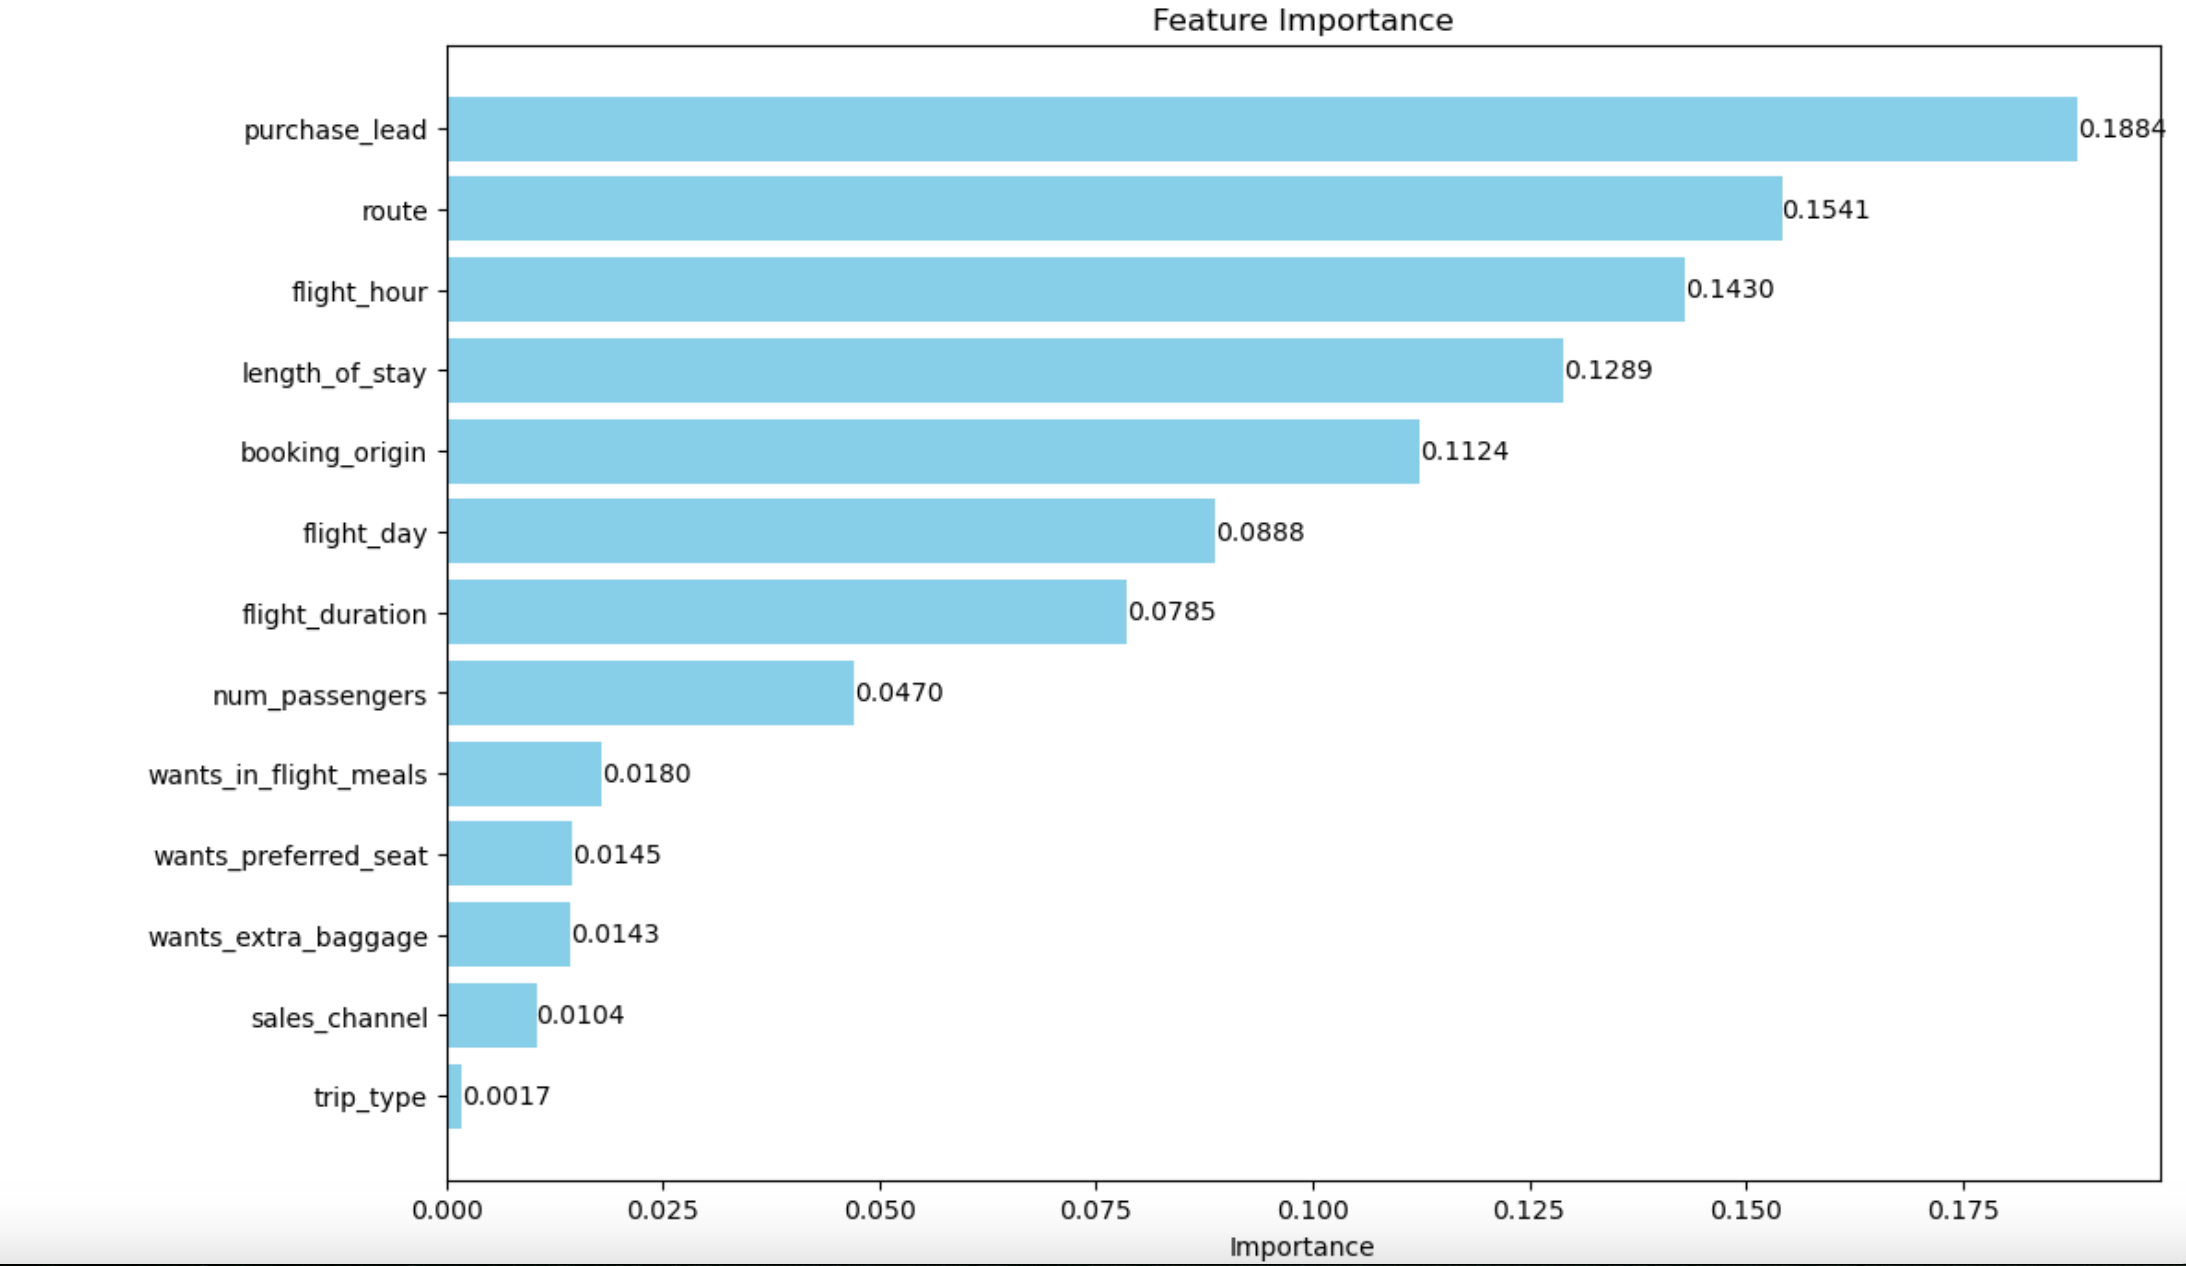 Feature Importance
purchase_lead 0.1884
route 0.1541
flight_hour 0.1430
length_of_stay 0.1289
booking_origin 0.1124
flight_day 0.0888
flight_duration 0.0785
num_passengers 0.0470
wants_in_flight_meals 0.0180
wants_preferred_seat 0.0145
wants_extra_baggage 0.0143
sales_channel 0.0104
trip_type 0.0017
0.000 0.025 0.050 0.075 0.100 0.125 0.150 0.175
Importance